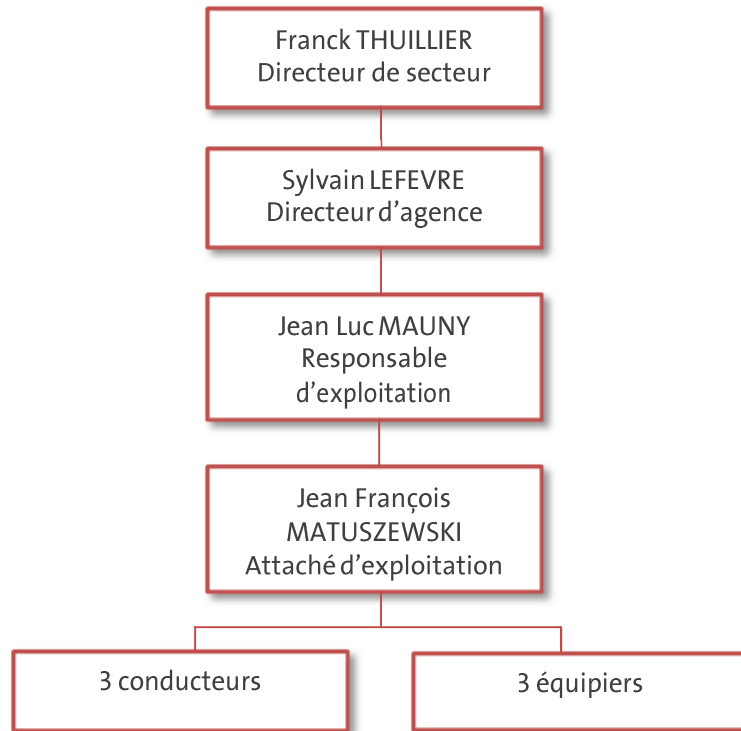 Franck THUILLIER
Directeur de secteur
Sylvain LEFEVRE
Directeur d'agence
Jean Luc MAUNY
Responsable
d'exploitation
Jean François
MATUSZEWSKI
Attaché d'exploitation
3 conducteurs
3 équipiers